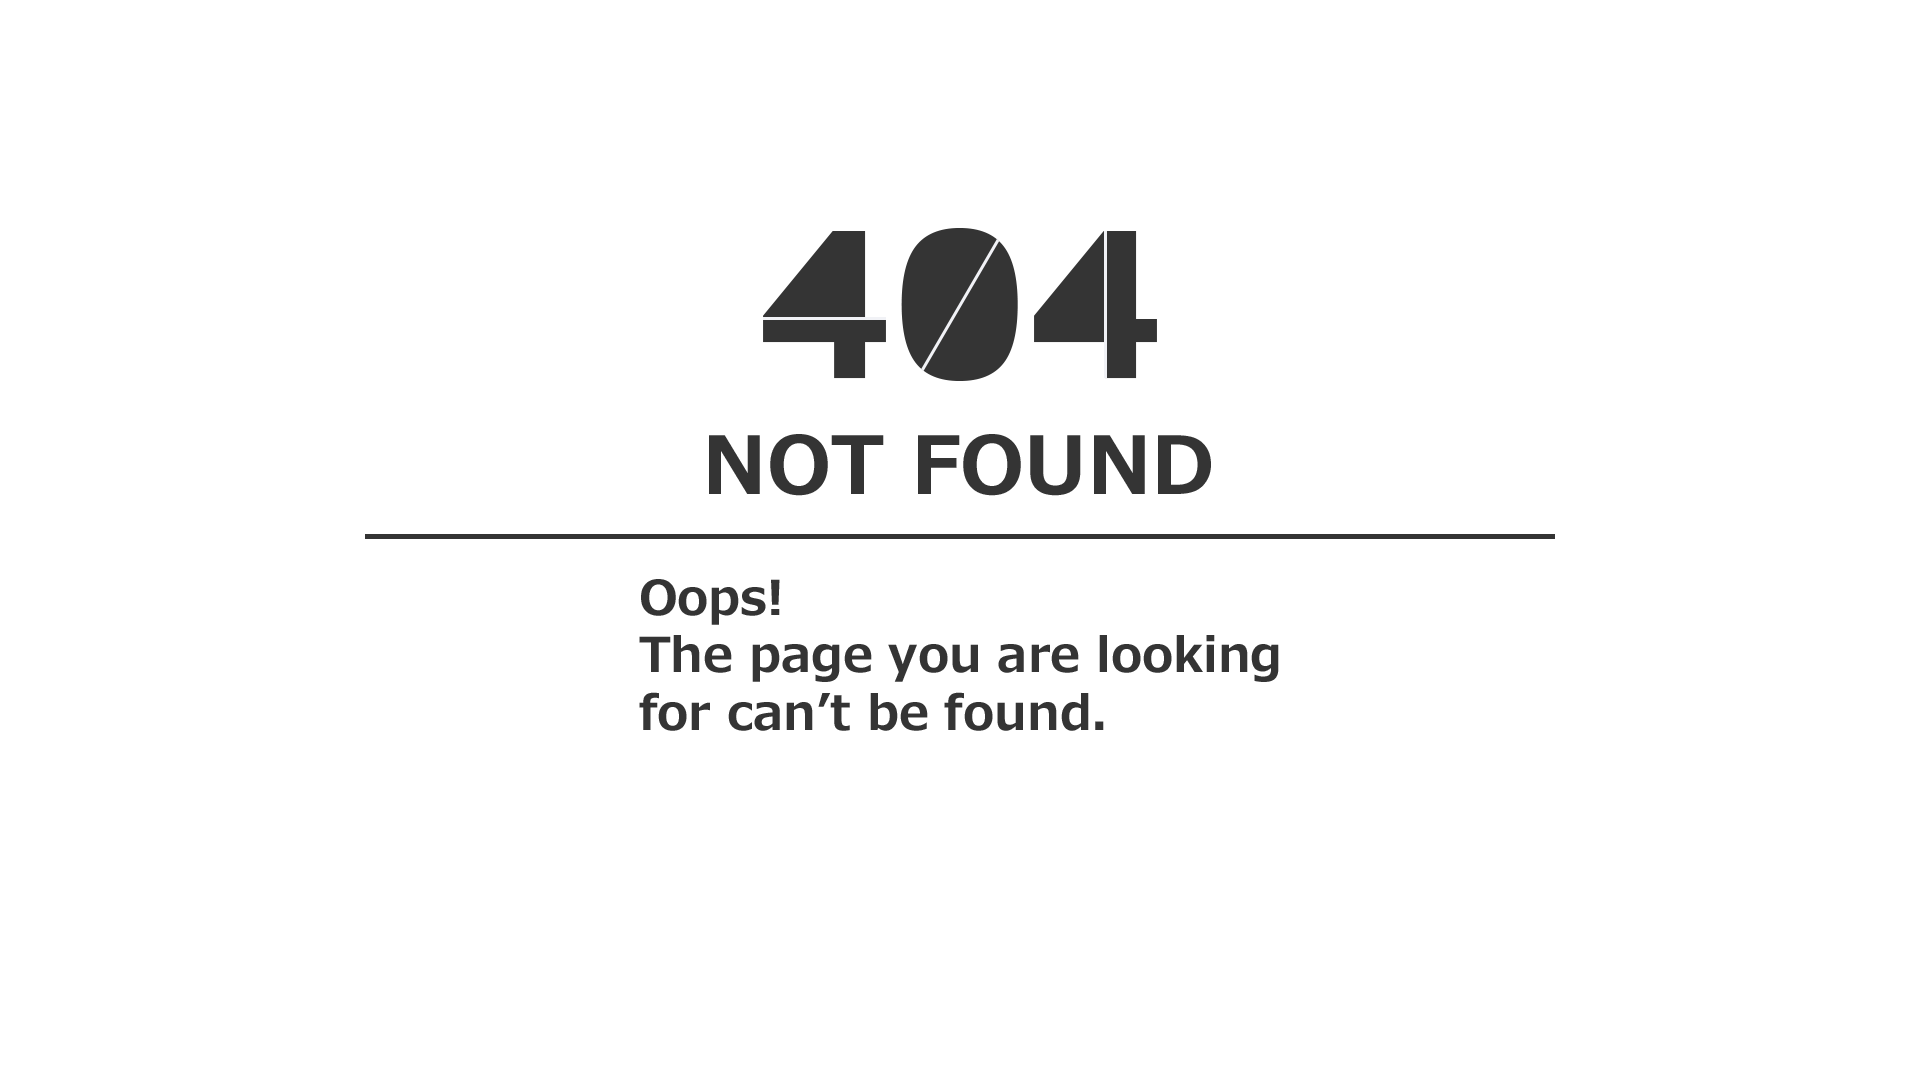 404
NOT FOUND
Oops!
The page you are looking
for can’t be found.